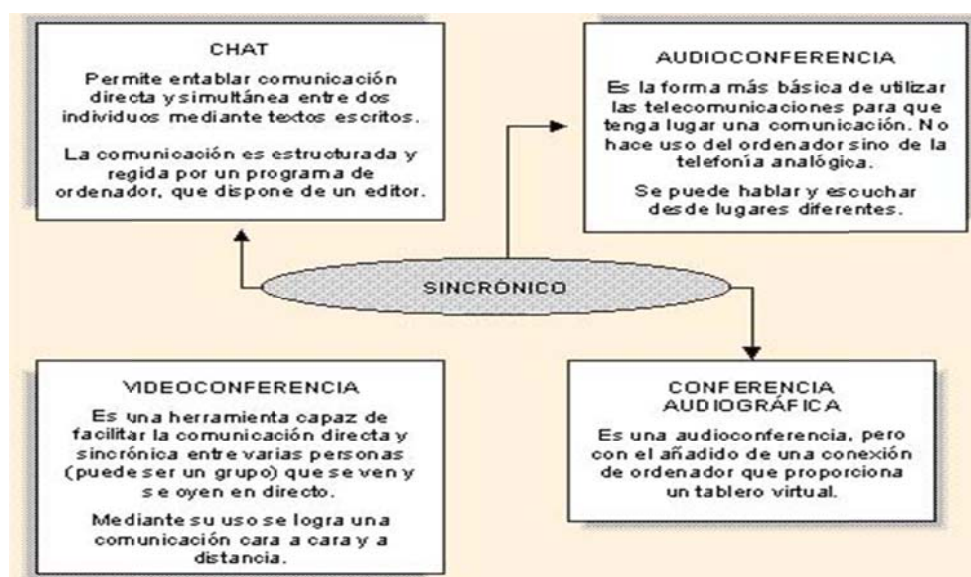 CHAT
Permite entablar comunicación
directa y simultánea entre dos
individuos mediante textos escritos.
La comunicación es estructurada y
regida por un programa de
ordenador, que dispone de un editor.
AUDIOCONFERENCIA
Es la forma más básica de utilizar
las telecomunicaciones para que
tenga lugar una comunicación. No
hace uso del ordenador sino de la
telefonía analógica.
Se puede hablar y escuchar
desde lugares diferentes.
SINCRÓNICO
VIDEOCONFERENCIA
Es una herramienta capaz de
facilitar la comunicación directa y
sincrónica entre varias personas
(puede ser un grupo) que se ven y
se oyen en directo.
Mediante su uso se logra una
comunicación cara a cara y a
distancia.
CONFERENCIA
AUDIOGRÁFICA
Es una audioconferencia, pero
con el añadido de una conexión
de ordenador que proporciona
un tablero virtual.